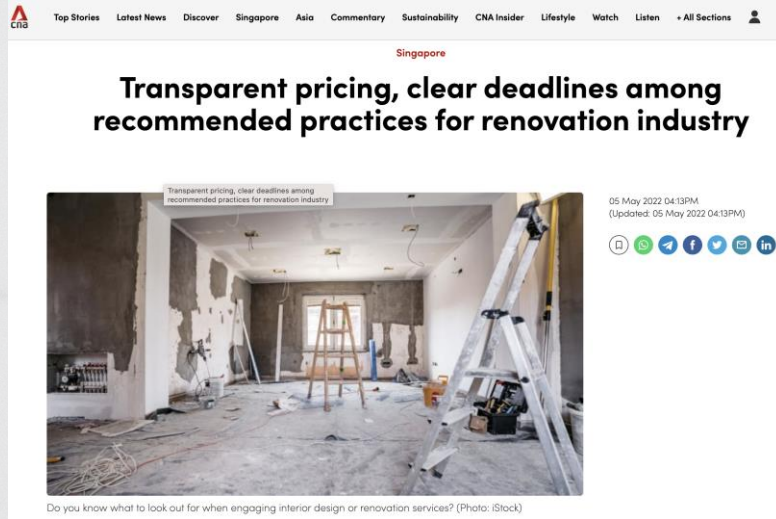 cna
Top Stories Latest News Discover Singapore Asia Commentary Sustainability CNA Insider Lifestyle Watch Listen + All Sections
Singapore
Transparent pricing, clear deadlines among
recommended practices for renovation industry
Transparent pricing, clear deadlines among
recommended practices for renovation industry
05 May 2022 04:13PM
(Updated: 05 May 2022 04:13PM)
Do you know what to look out for when engaging interior design or renovation services? (Photo: iStock)